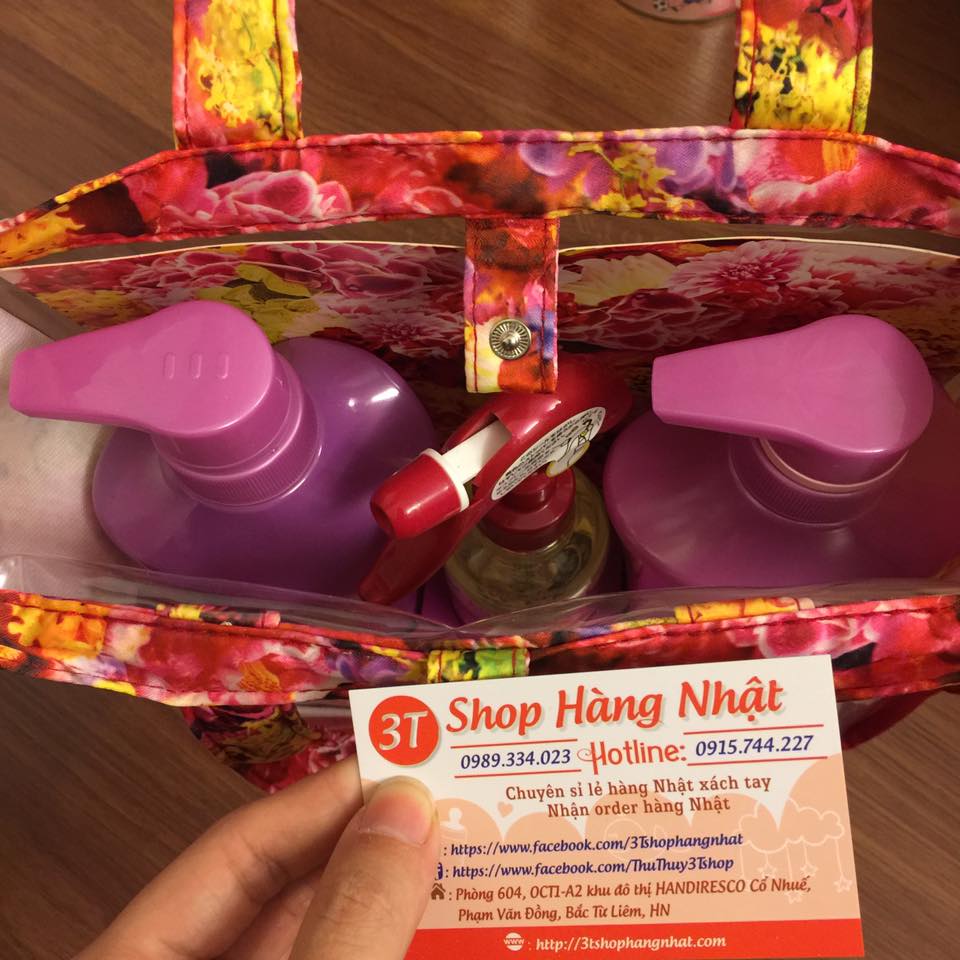 3T Shop Hàng Nhật
0989.334.023 Hotline: 0915.744.227
Chuyên sỉ lẻ hàng Nhật xách tay
Nhận order hàng Nhật
: https://www.facebook.com/3Tshophangnhat
: https://www.facebook.com/ThuThuy3Tshop
: Phòng 604, OCT1-A2 khu đô thị HANDIRESCO Cổ Nhuế,
Phạm Văn Đồng, Bắc Từ Liêm, HN
www : http://3tshophangnhat.com